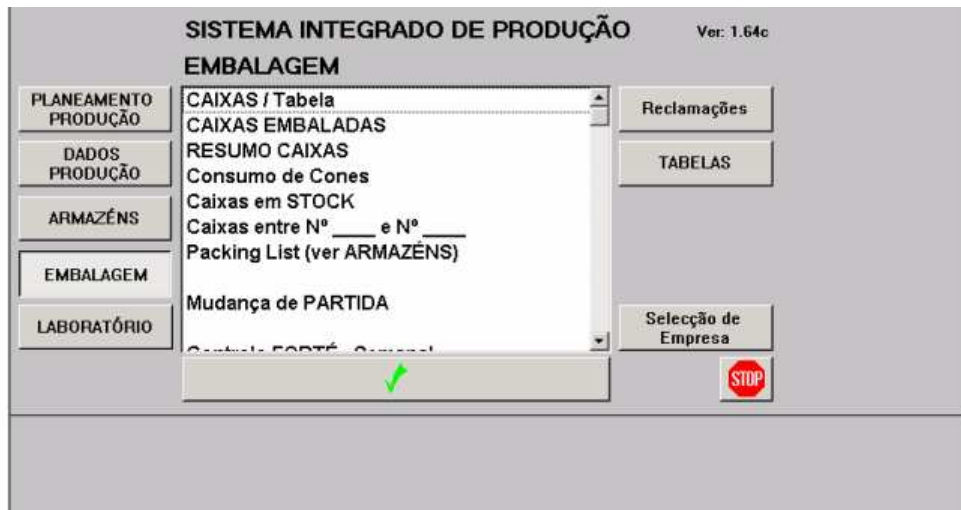 SISTEMA INTEGRADO DE PRODUÇÃO
Ver: 1.64c
EMBALAGEM
PLANEAMENTO
PRODUÇÃO
DADOS
PRODUÇÃO
ARMAZÉNS
EMBALAGEM
LABORATÓRIO
CAIXAS / Tabela
CAIXAS EMBALADAS
RESUMO CAIXAS
Consumo de Cones
Caixas em STOCK
Caixas entre Nº ____ e Nº ____
Packing List (ver ARMAZÉNS)
Mudança de PARTIDA
Reclamações
TABELAS
Selecção de
Empresa
STOP